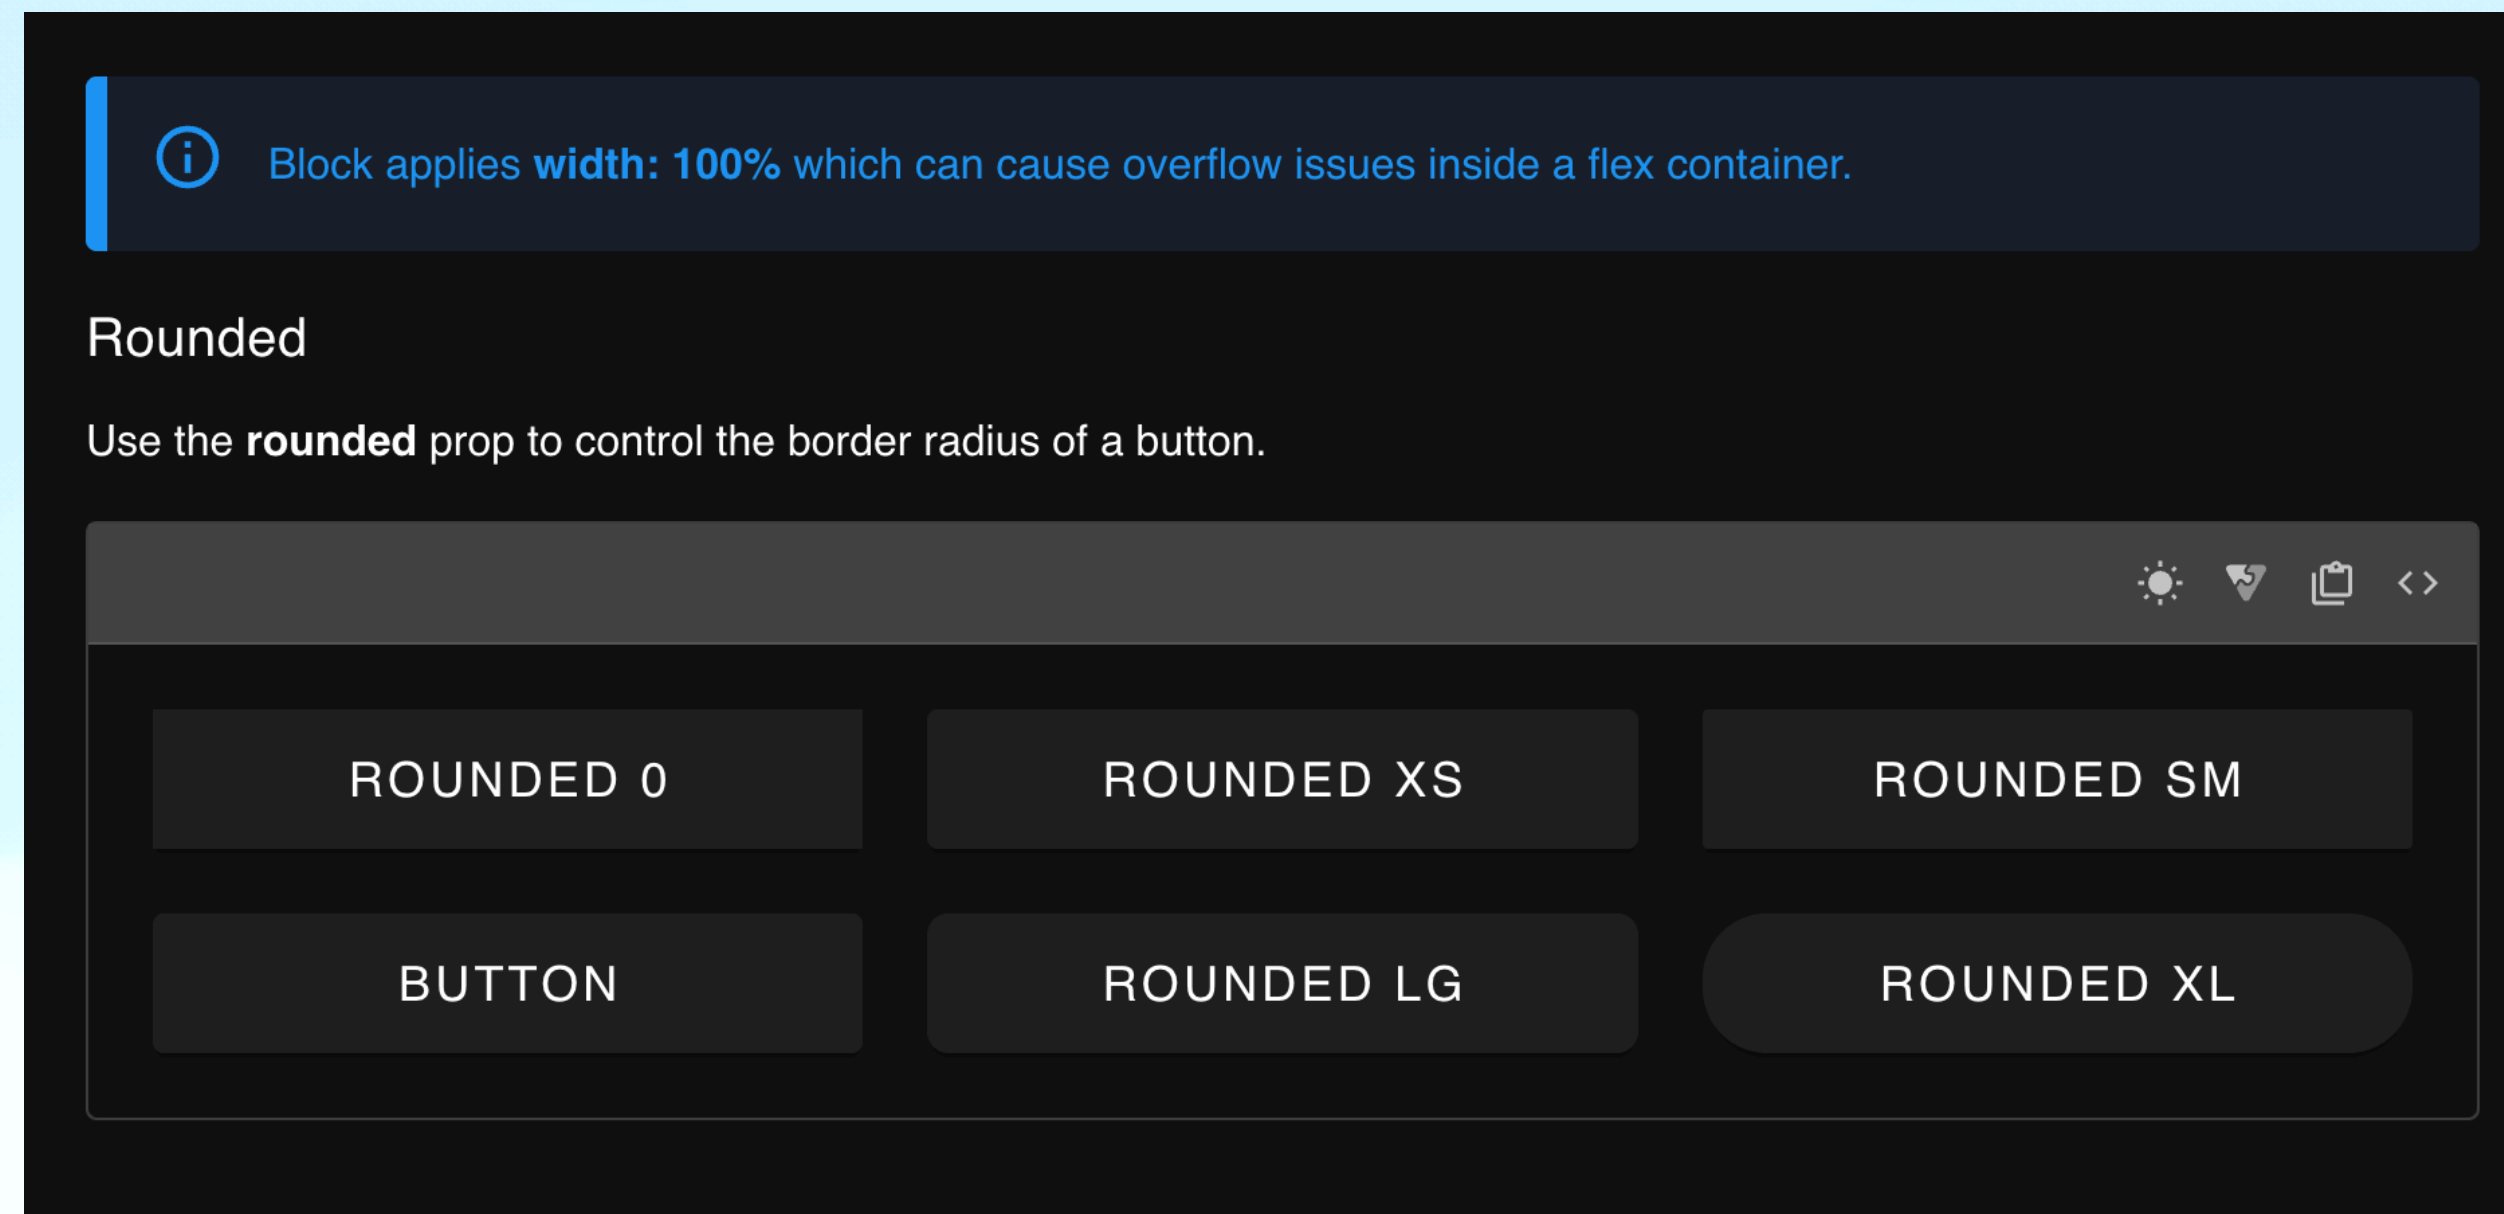 Block applies width: 100% which can cause overflow issues inside a flex container.
Rounded
Use the rounded prop to control the border radius of a button.
ROUNDED 0
ROUNDED XS
ROUNDED SM
BUTTON
ROUNDED LG
ROUNDED XL